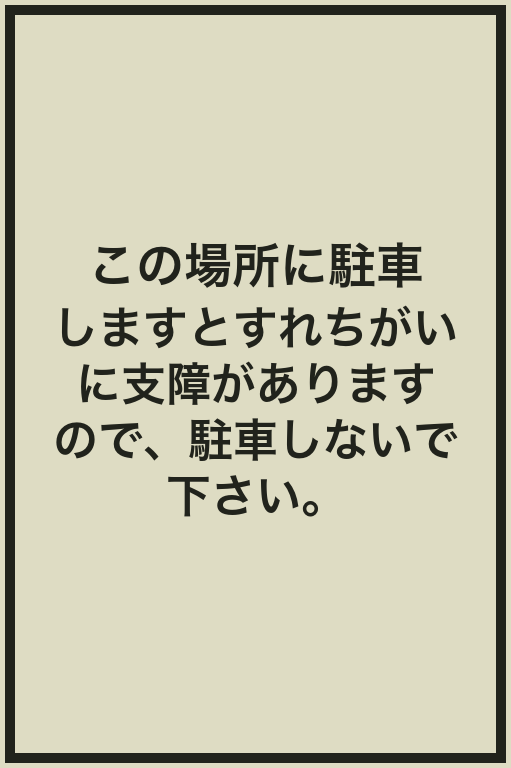 この場所に駐車
しますとすれちがい
に支障があります
ので、駐車しないで
下さい。